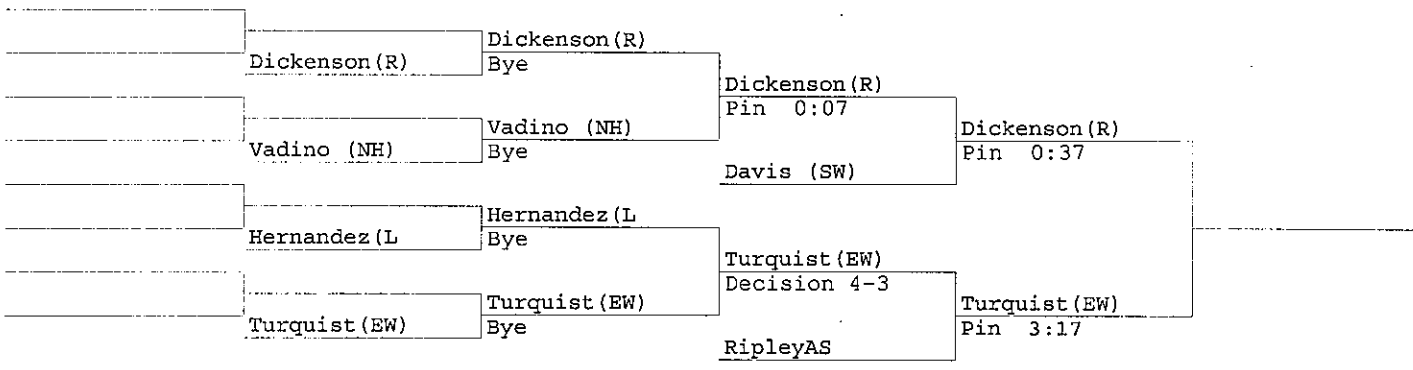 Dickenson(R)
Dickenson(R)
Bye
Dickenson(R)
Pin 0:07
Vadino (NH)
Vadino (NH)
Bye
Dickenson(R)
Pin 0:37
Davis (SW)
Hernandez(L
Hernandez(L
Bye
Turquist(EW)
Decision 4-3
Turquist(EW)
Turquist(EW)
Bye
Turquist(EW)
Pin 3:17
RipleyAS